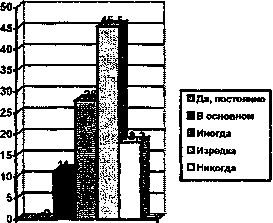 50
45
40
35
30
25
20
15
10
5
0
45,5
Да, постоянно
В основном
Иногда
Изредка
Никогда